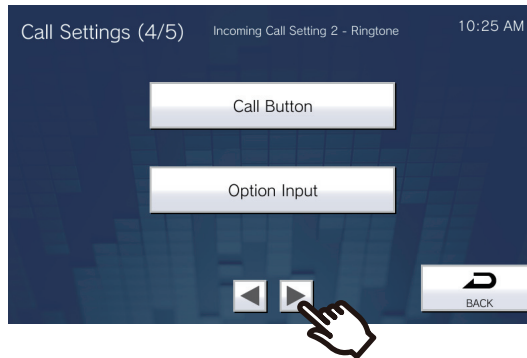 Call Settings (4/5)
Incoming Call Setting 2 - Ringtone
10:25 AM
Call Button
Option Input
BACK